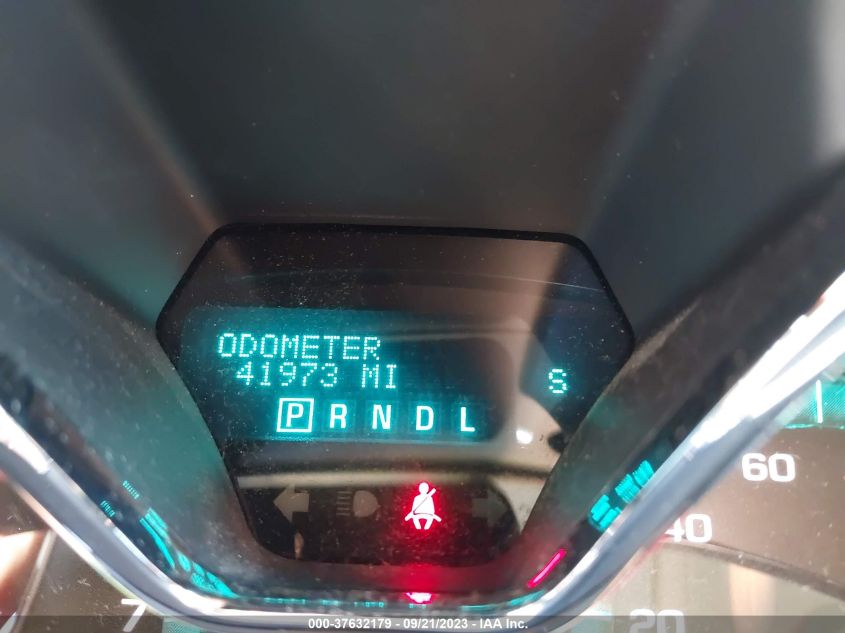 ODOMETER
41973 MI S
P R N D L
60
40
20
7
000-37632179 - 09/21/2023 - IAA Inc.